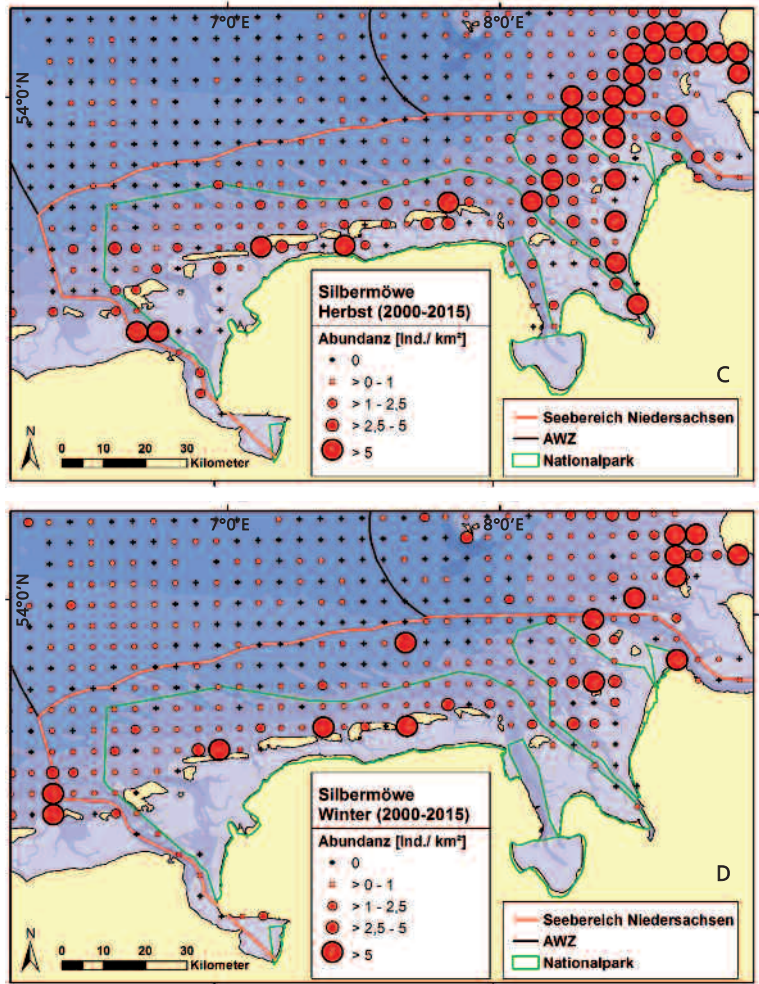 7°0´E
8°0´E
54°0´N
Silbermöwe
Herbst (2000-2015)
Abundanz [Ind./ km²]
0
> 0 - 1
> 1 - 2,5
> 2,5 - 5
> 5
C
Seebereich Niedersachsen
AWZ
Nationalpark
N
0 10 20 30
Kilometer
7°0´E
8°0´E
54°0´N
Silbermöwe
Winter (2000-2015)
Abundanz [Ind./ km²]
0
> 0 - 1
> 1 - 2,5
> 2,5 - 5
> 5
D
Seebereich Niedersachsen
AWZ
Nationalpark
N
0 10 20 30
Kilometer